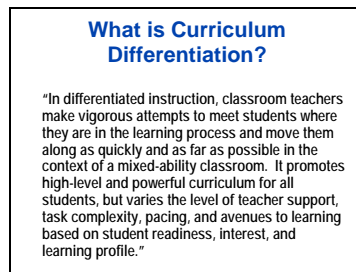 What is Curriculum
Differentiation?
“In differentiated instruction, classroom teachers
make vigorous attempts to meet students where
they are in the learning process and move them
along as quickly and as far as possible in the
context of a mixed-ability classroom.  It promotes
high-level and powerful curriculum for all
students, but varies the level of teacher support,
task complexity, pacing, and avenues to learning
based on student readiness, interest, and
learning profile.”